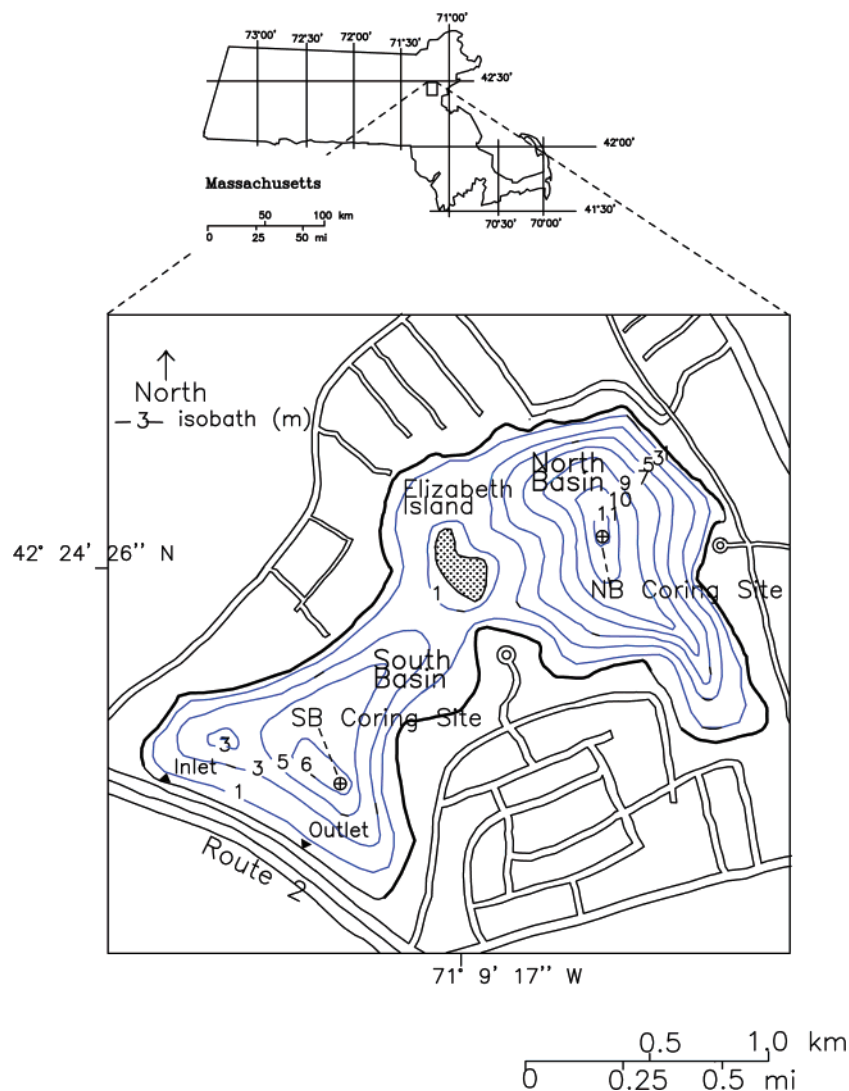 71°00'
73°00' 72°30' 72°00' 71°30'
42°30'
42°00'
Massachusetts
50 100 km
0 25 50 mi
41°30'
70°30' 70°00'
North
—3— isobath (m)
North
Basin
1
3
5
7
9
10
11
Elizabeth
Island
42° 24' 26'' N
1
NB Coring Site
South
Basin
SB Coring Site
3
Inlet
3
5
6
1
Outlet
Route 2
71° 9' 17'' W
0.5 1.0 km
0 0.25 0.5 mi